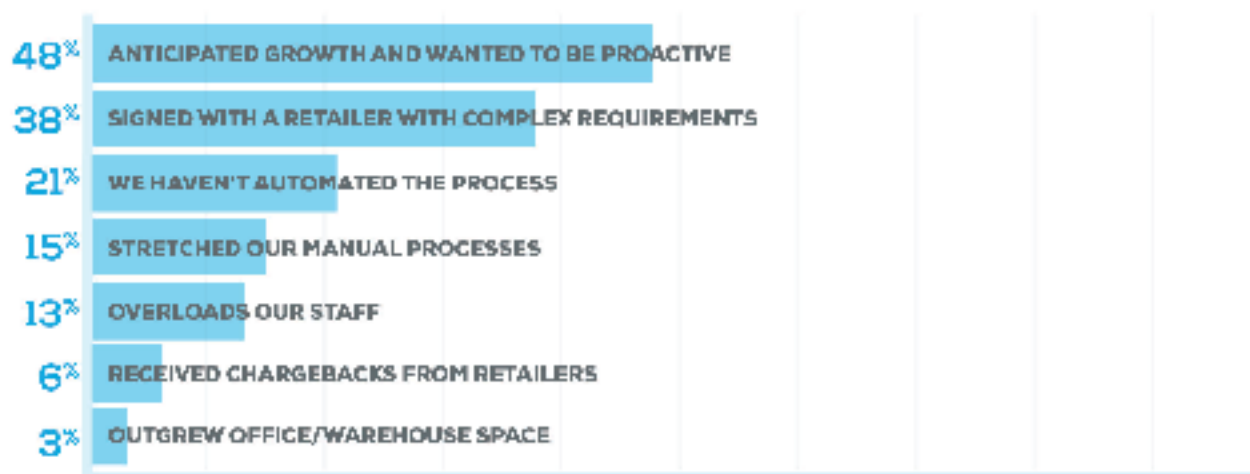 48% ANTICIPATED GROWTH AND WANTED TO BE PROACTIVE
38% SIGNED WITH A RETAILER WITH COMPLEX REQUIREMENTS
21% WE HAVEN'T AUTOMATED THE PROCESS
15% STRETCHED OUR MANUAL PROCESSES
13% OVERLOADS OUR STAFF
6% RECEIVED CHARGEBACKS FROM RETAILERS
3% OUTGREW OFFICE/WAREHOUSE SPACE